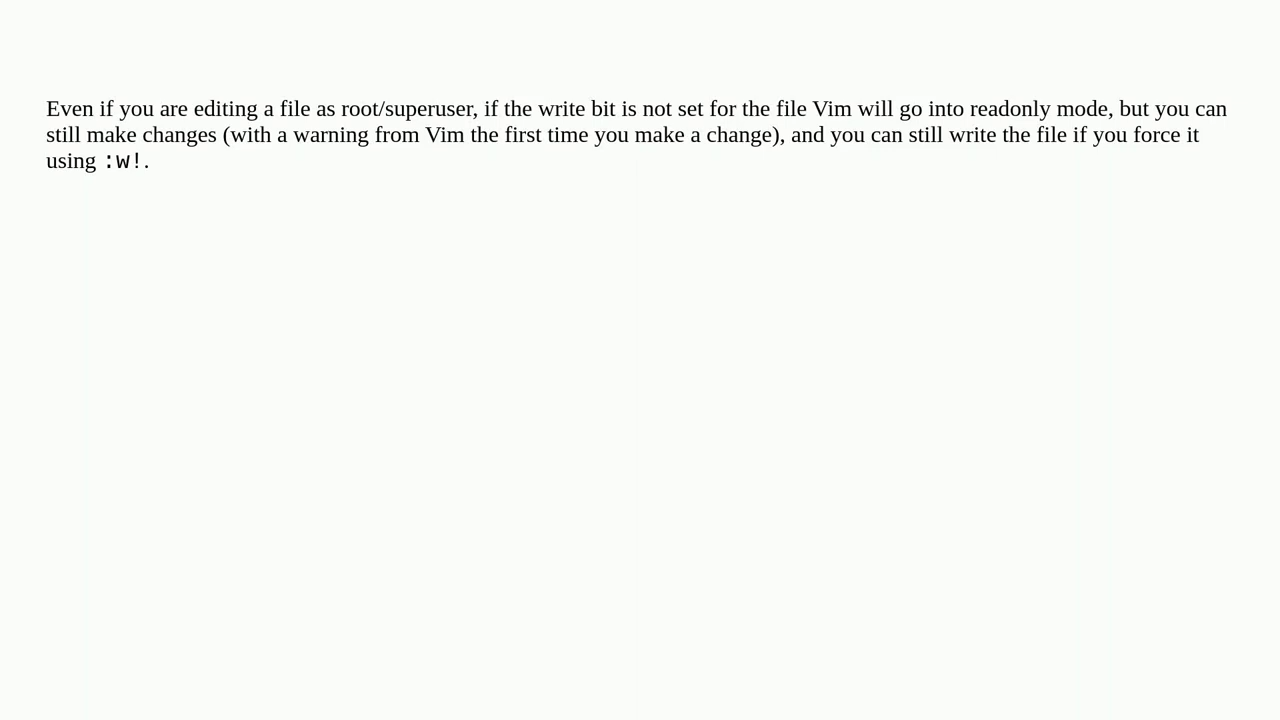 Even if you are editing a file as root/superuser, if the write bit is not set for the file Vim will go into readonly mode, but you can
still make changes (with a warning from Vim the first time you make a change), and you can still write the file if you force it
using :w!.